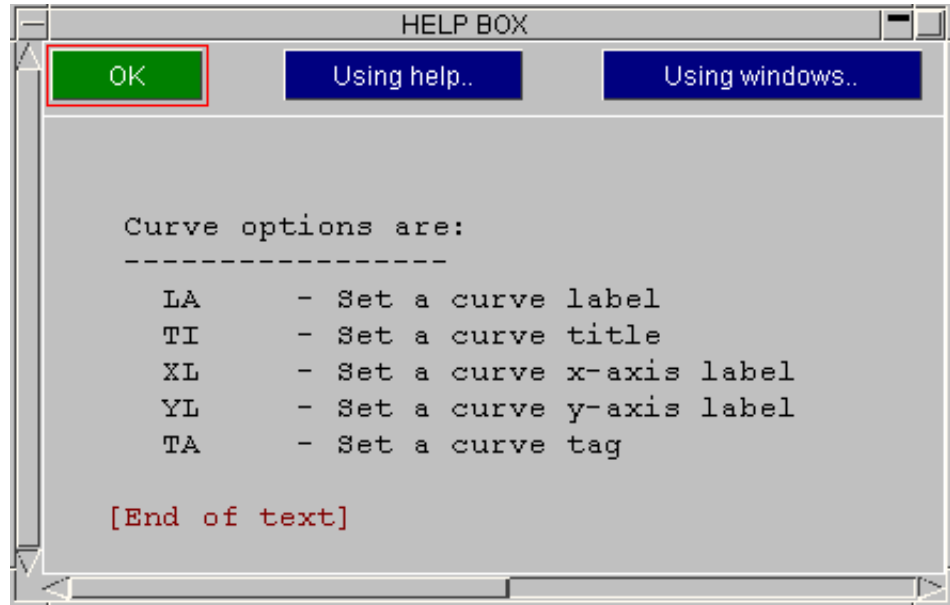 HELP BOX
OK Using help.. Using windows..
Curve options are:
-----------------
LA - Set a curve label
TI - Set a curve title
XL - Set a curve x-axis label
YL - Set a curve y-axis label
TA - Set a curve tag
[End of text]